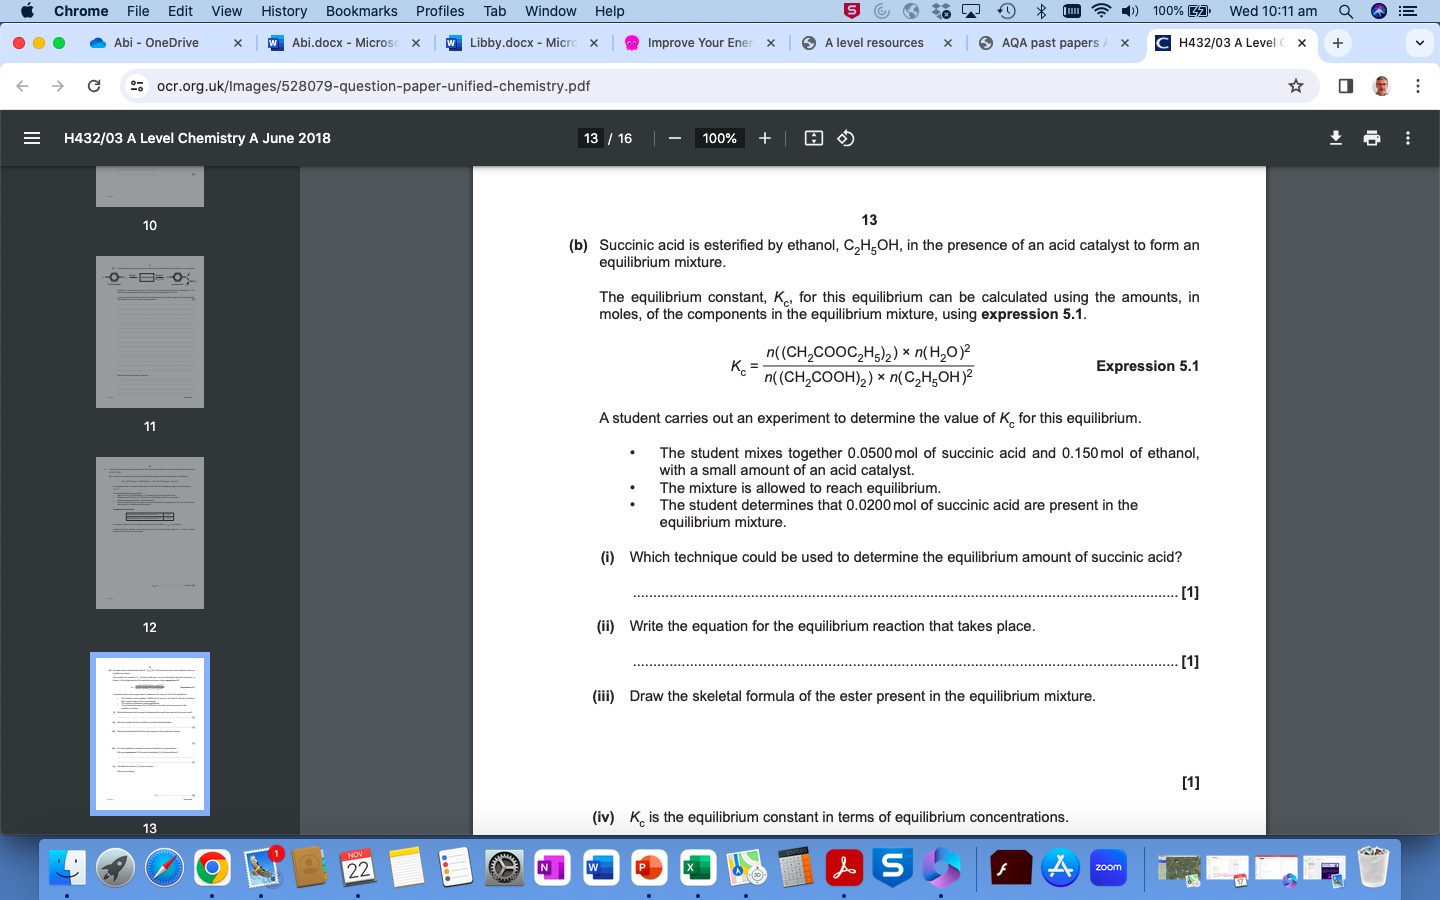 Chrome File Edit View History Bookmarks Profiles Tab Window Help 100% Wed 10:11 am
Abi - OneDrive Abi.docx - Micros Libby.docx - Micro Improve Your Ener A level resources AQA past papers H432/03 A Level
ocr.org.uk/Images/528079-question-paper-unified-chemistry.pdf
H432/03 A Level Chemistry A June 2018 13 / 16 100%
10
11
12
13
13
(b) Succinic acid is esterified by ethanol, C₂H₅OH, in the presence of an acid catalyst to form an
equilibrium mixture.
The equilibrium constant, Kc, for this equilibrium can be calculated using the amounts, in
moles, of the components in the equilibrium mixture, using expression 5.1.
Kc = n((CH₂COOC₂H₅)₂) × n(H₂O)² / n((CH₂COOH)₂) × n(C₂H₅OH)² Expression 5.1
A student carries out an experiment to determine the value of Kc for this equilibrium.
• The student mixes together 0.0500 mol of succinic acid and 0.150 mol of ethanol,
with a small amount of an acid catalyst.
• The mixture is allowed to reach equilibrium.
• The student determines that 0.0200 mol of succinic acid are present in the
equilibrium mixture.
(i) Which technique could be used to determine the equilibrium amount of succinic acid?
[1]
(ii) Write the equation for the equilibrium reaction that takes place.
[1]
(iii) Draw the skeletal formula of the ester present in the equilibrium mixture.
[1]
(iv) Kc is the equilibrium constant in terms of equilibrium concentrations.
1
NOV
22
N
W
P
X
S
zoom
17